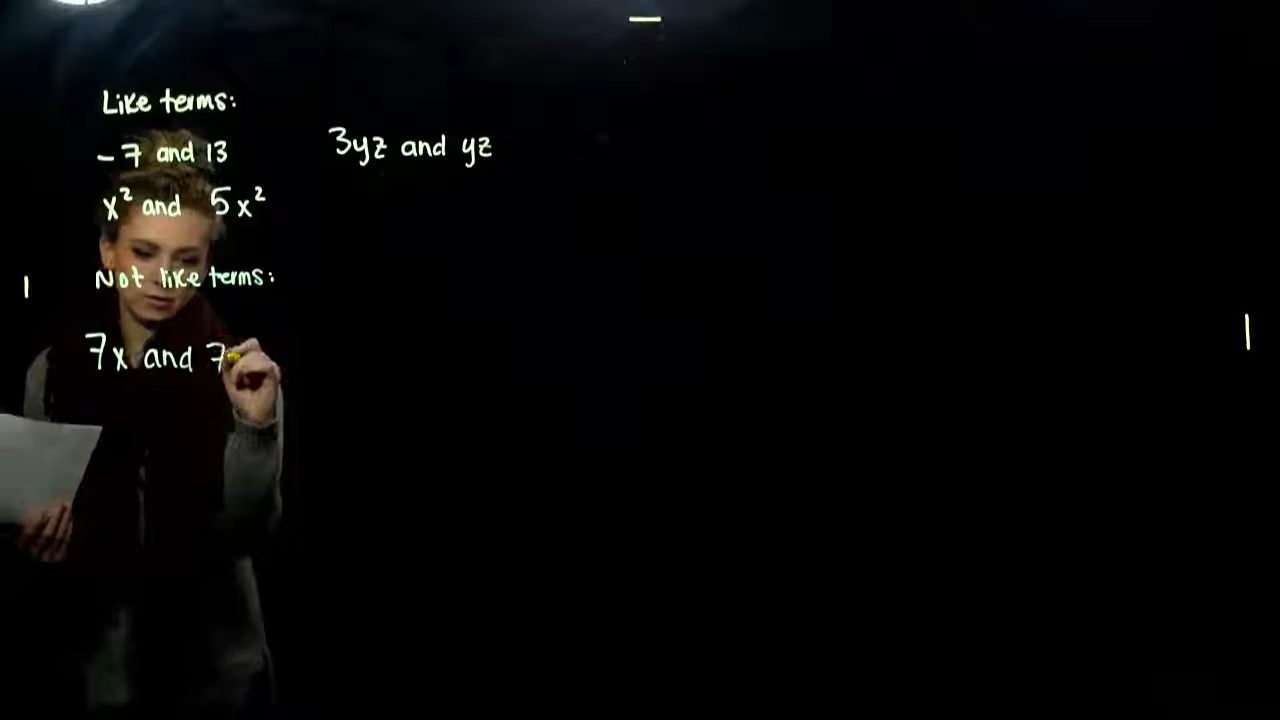 Like terms:
- 7 and 13
3yz and yz
x² and 5x²
Not like terms:
7x and 7